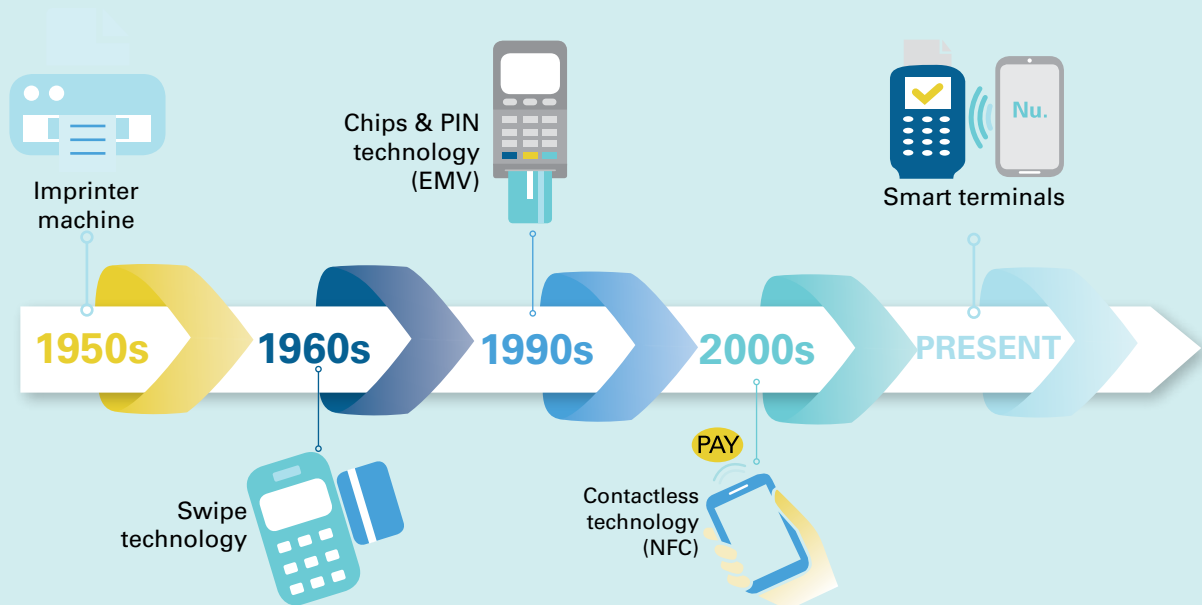 Imprinter
machine
Chips & PIN
technology
(EMV)
Nu.
Smart terminals
1950s
1960s
1990s
2000s
PRESENT
Swipe
technology
PAY
Contactless
technology
(NFC)